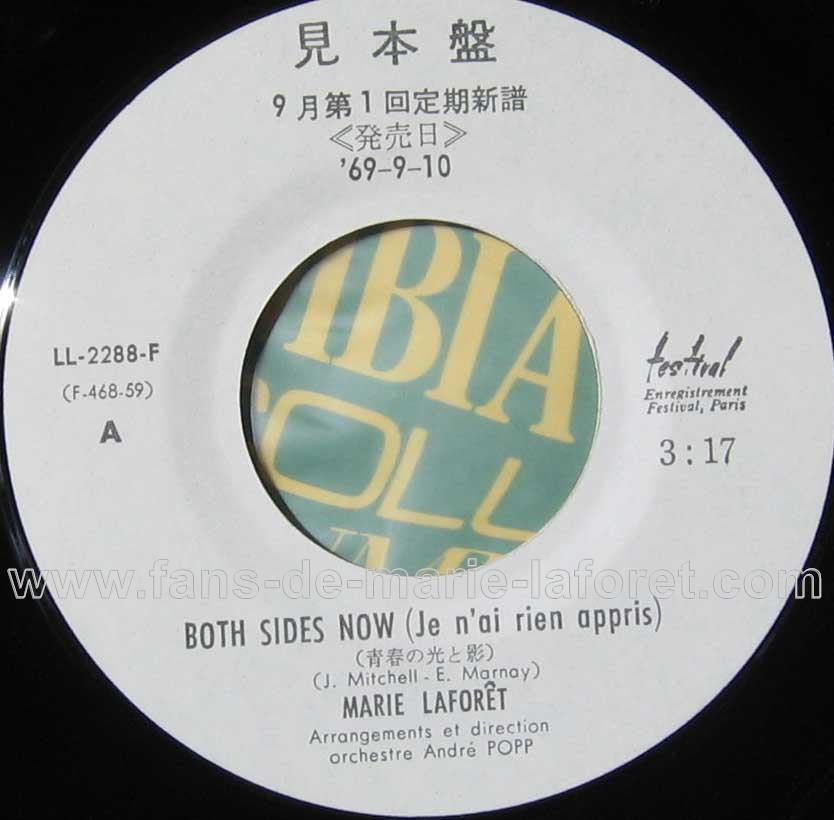 見本盤
9月第1回定期新譜
≪発売日≫
'69-9-10
LL-2288-F
(F-468-59)
A
festival
Enregistrement
Festival, Paris
3:17
IBIA
OLL
www.fans-de-marie-laforet.com
BOTH SIDES NOW (Je n'ai rien appris)
(青春の光と影)
(J. Mitchell - E. Marnay)
MARIE LAFORÊT
Arrangements et direction
orchestre André POPP